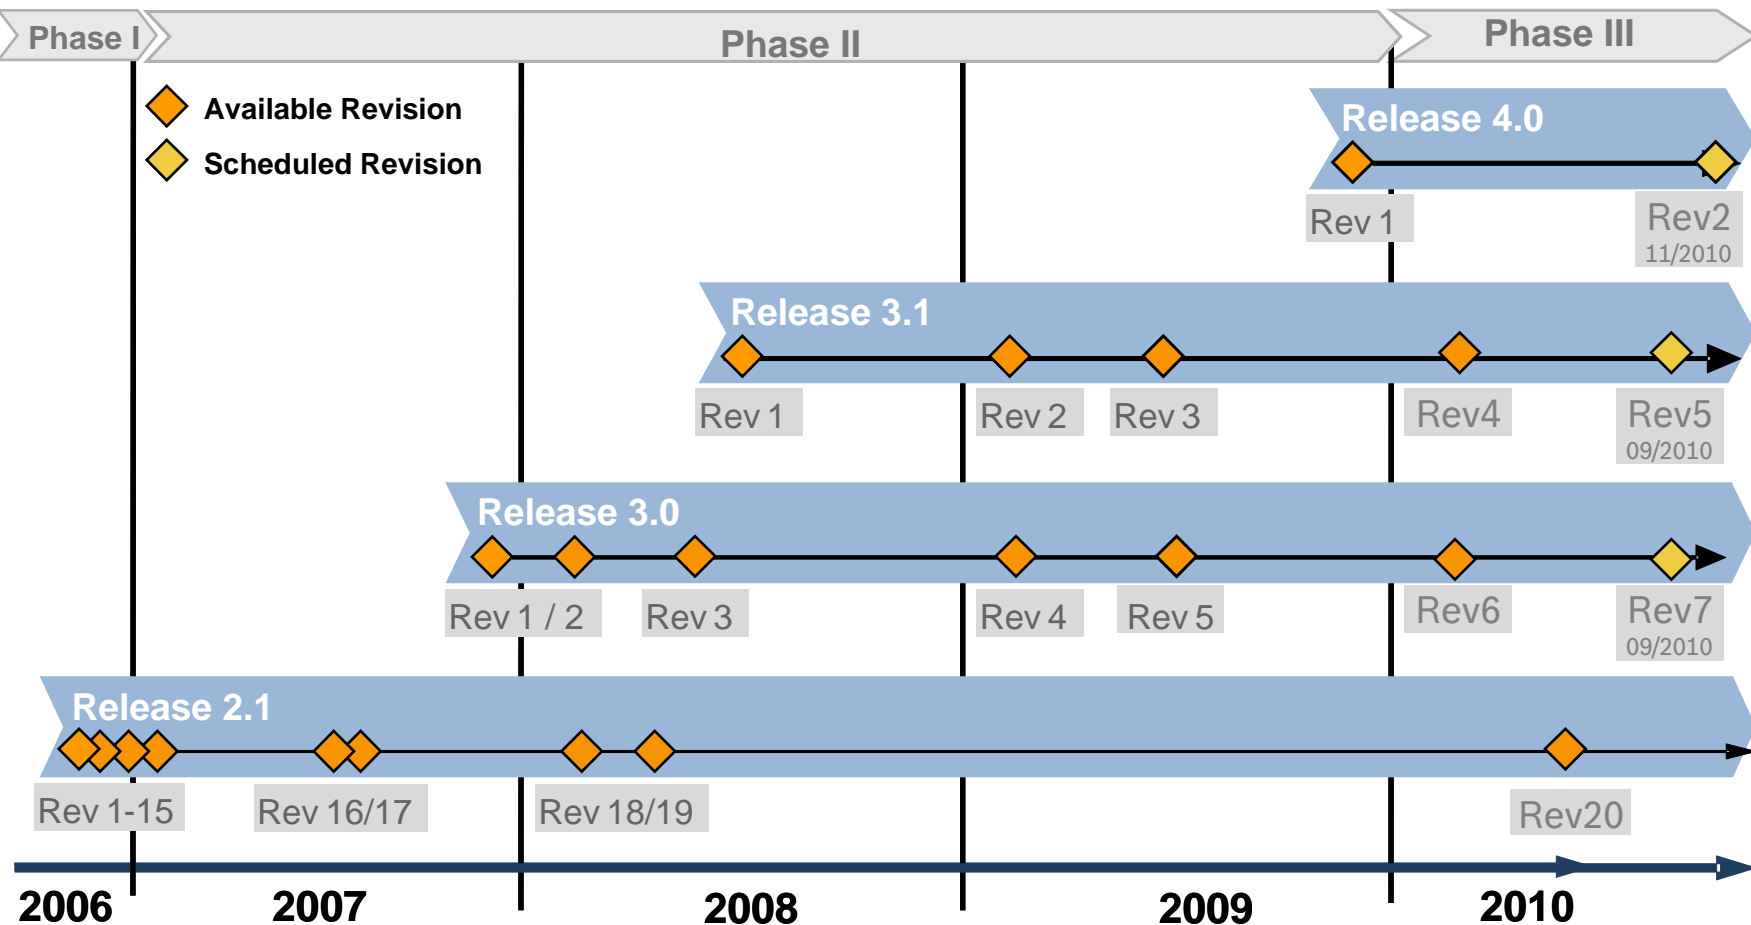 Phase I
Phase II
Phase III
Available Revision
Scheduled Revision
Release 4.0
Rev 1
Rev2
11/2010
Release 3.1
Rev 1
Rev 2
Rev 3
Rev4
Rev5
09/2010
Release 3.0
Rev 1 / 2
Rev 3
Rev 4
Rev 5
Rev6
Rev7
09/2010
Release 2.1
Rev 1-15
Rev 16/17
Rev 18/19
Rev20
2006
2007
2008
2009
2010